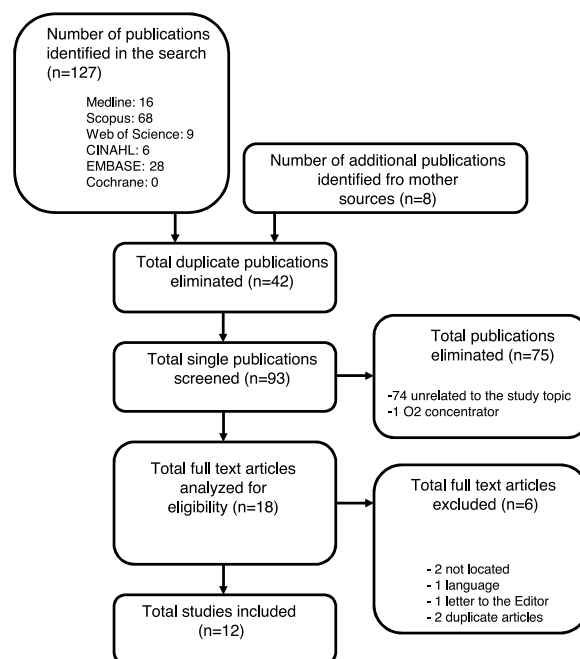 Number of publications
identified in the search
(n=127)
Medline: 16
Scopus: 68
Web of Science: 9
CINAHL: 6
EMBASE: 28
Cochrane: 0
Number of additional publications
identified fro mother
sources (n=8)
Total duplicate publications
eliminated (n=42)
Total single publications
screened (n=93)
Total publications
eliminated (n=75)
-74 unrelated to the study topic
-1 O2 concentrator
Total full text articles
analyzed for
eligibility (n=18)
Total full text articles
excluded (n=6)
- 2 not located
- 1 language
- 1 letter to the Editor
- 2 duplicate articles
Total studies included
(n=12)